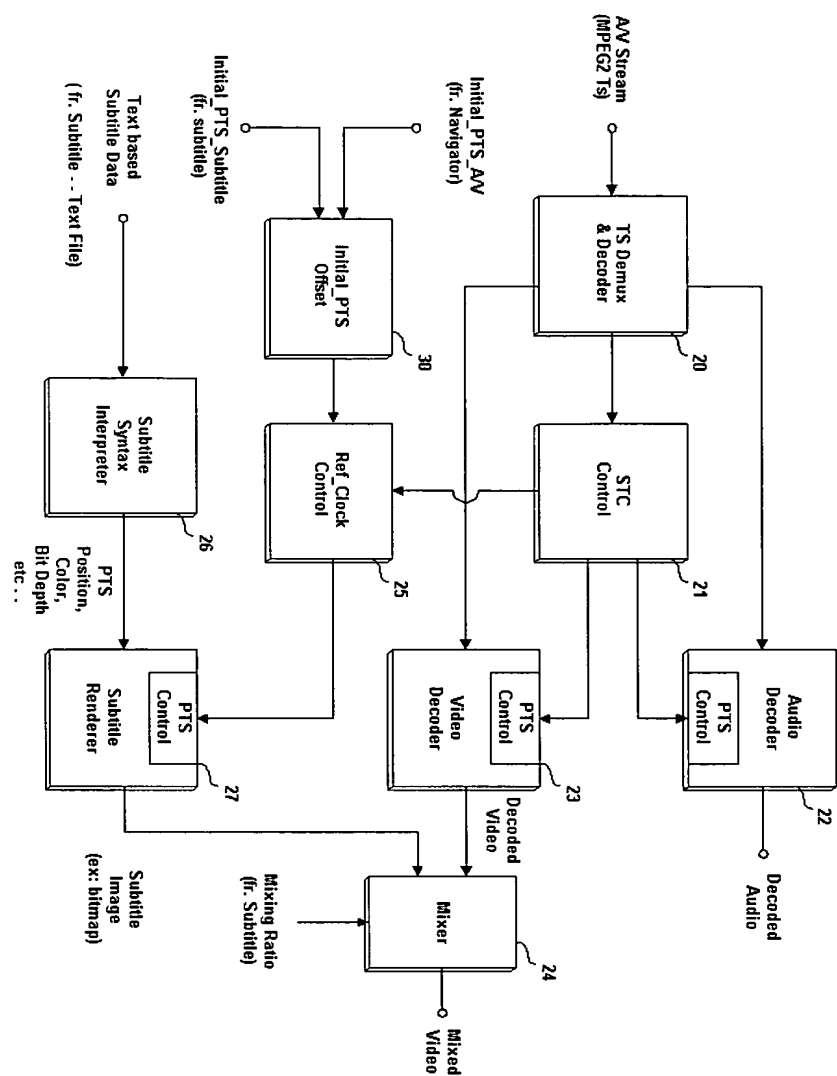 A/V Stream
(MPEG2 Ts)
TS Demux
& Decoder
20
STC
Control
21
Audio
Decoder
PTS
Control
22
Decoded
Audio
Initial_PTS_A/V
(fr. Navigator)
Initial_PTS_Subtitle
(fr. subtitle)
Initial_PTS
Offset
30
Ref_Clock
Control
25
PTS
Control
Video
Decoder
23
Decoded
Video
Mixer
24
Mixed
Video
Mixing Ratio
(fr. Subtitle)
Text based
Subtitle Data
( fr. Subtitle - - Text File)
Subtitle
Syntax
Interpreter
26
PTS
Position,
Color,
Bit Depth
etc . .
PTS
Control
Subtitle
Renderer
27
Subtitle
Image
(ex: bitmap)